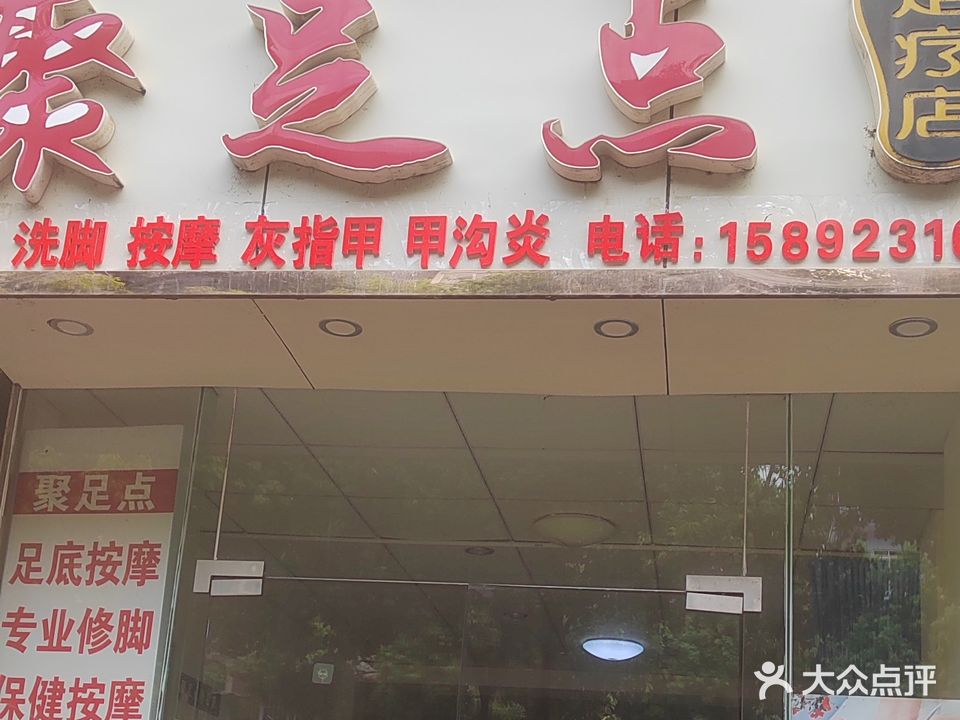 聚足点
足疗店
洗脚 按摩 灰指甲 甲沟炎 电话:1589231
聚足点
足底按摩
专业修脚
保健按摩
大众点评